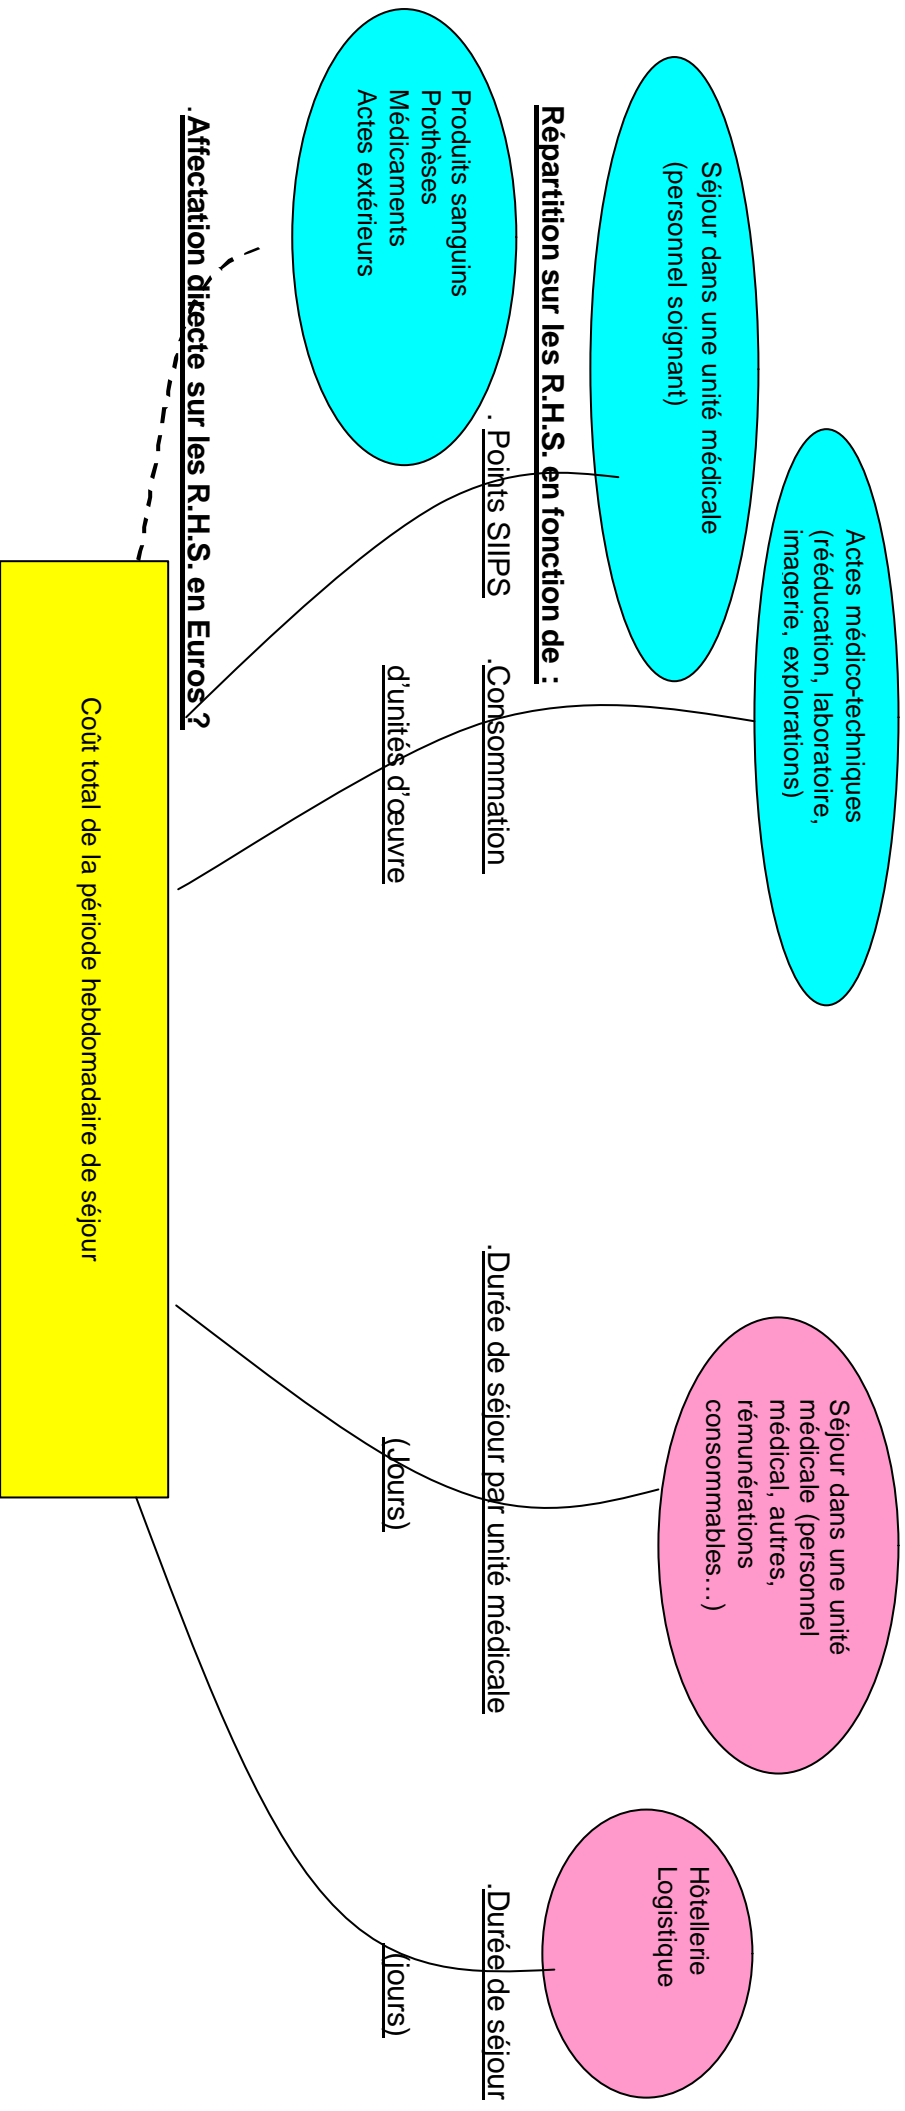 Actes médico-techniques
(rééducation, laboratoire,
imagerie, explorations)
Séjour dans une unité
médicale (personnel
médical, autres,
rémunérations
consommables…)
Séjour dans une unité médicale
(personnel soignant)
Hôtellerie
Logistique
Répartition sur les R.H.S. en fonction de :
. Points SIIPS
.Consommation
d'unités d'œuvre
.Durée de séjour par unité médicale
(Jours)
.Durée de séjour
(jours)
Produits sanguins
Prothèses
Médicaments
Actes extérieurs
.Affectation directe sur les R.H.S. en Euros ?
Coût total de la période hebdomadaire de séjour